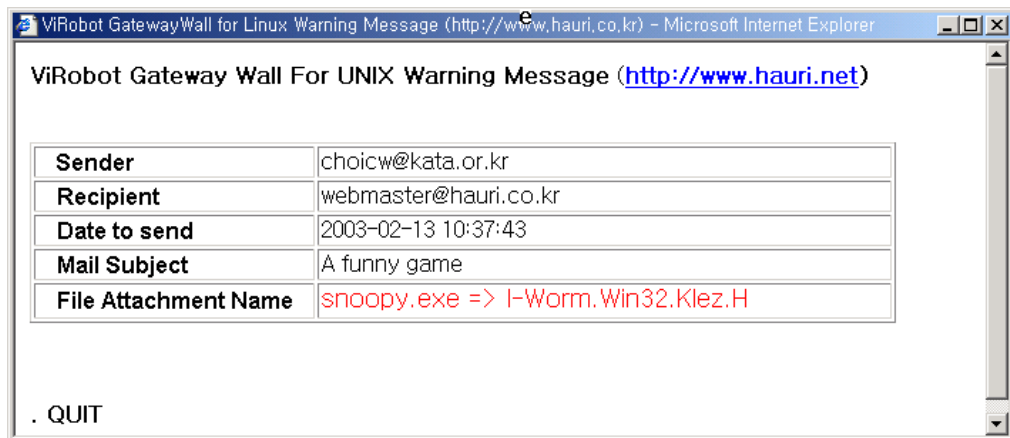 ViRobot GatewayWall for Linux Warning Message (http://www.hauri.co.kr) - Microsoft Internet Explorer
e
ViRobot Gateway Wall For UNIX Warning Message (http://www.hauri.net)
Sender choicw@kata.or.kr
Recipient webmaster@hauri.co.kr
Date to send 2003-02-13 10:37:43
Mail Subject A funny game
File Attachment Name snoopy.exe => I-Worm.Win32.Klez.H
. QUIT